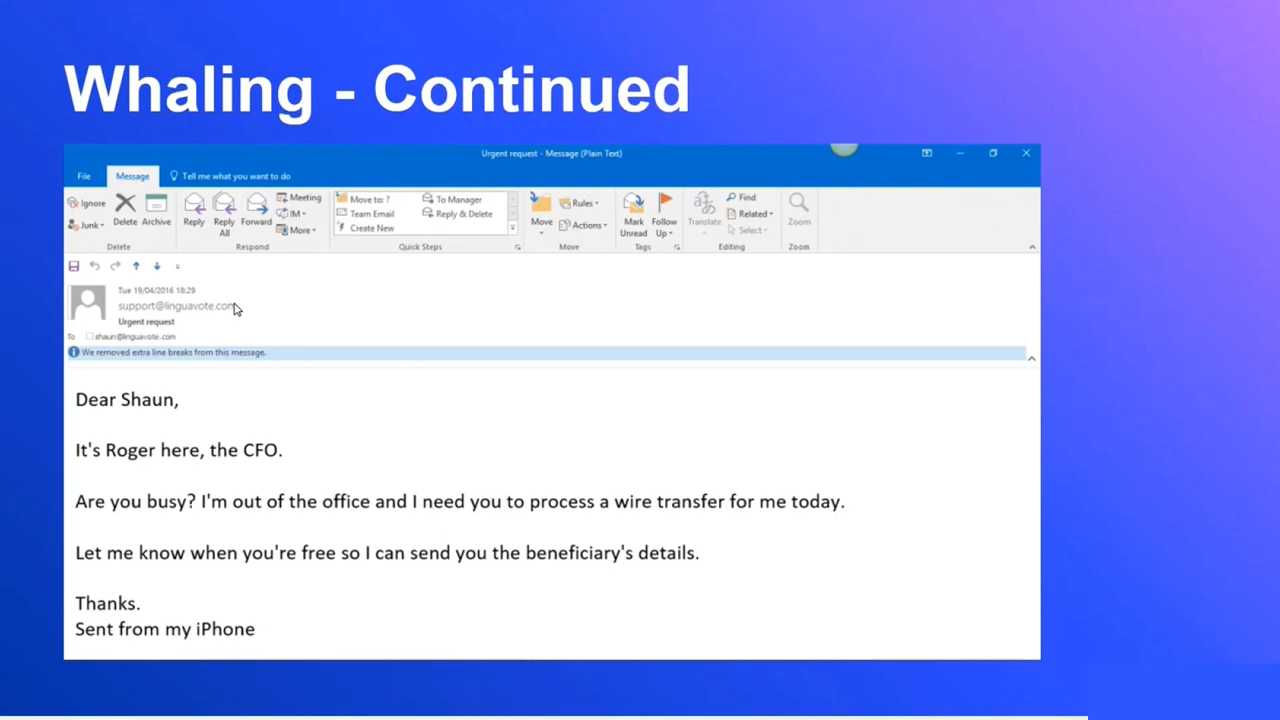 Whaling - Continued
Urgent request - Message (Plain Text)
File Message Tell me what you want to do
Ignore
Junk
Delete
Archive
Delete
Reply
Reply All
Forward
Meeting
IM
More
Respond
Move to: ?
Team Email
Create New
To Manager
Reply & Delete
Quick Steps
Move
Rules
Actions
Move
Mark Unread
Follow Up
Tags
Translate
Find
Related
Select
Editing
Zoom
Zoom
Tue 19/04/2016 18:29
support@linguavote.com
Urgent request
To shaun@linguavote.com
We removed extra line breaks from this message.
Dear Shaun,
It's Roger here, the CFO.
Are you busy? I'm out of the office and I need you to process a wire transfer for me today.
Let me know when you're free so I can send you the beneficiary's details.
Thanks.
Sent from my iPhone